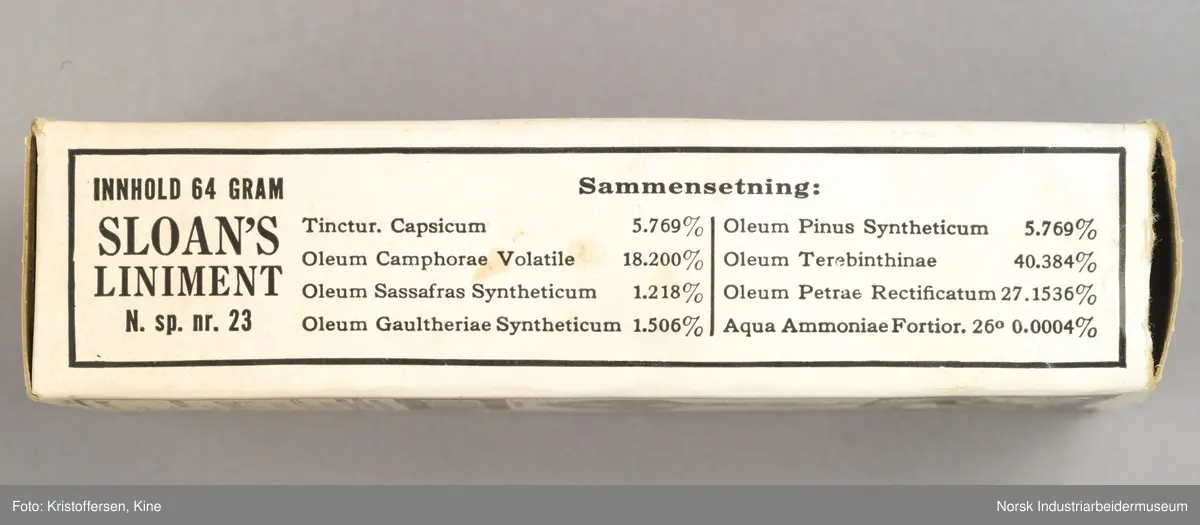 INNHOLD 64 GRAM
SLOAN'S
LINIMENT
N. sp. nr. 23
Sammensetning:
Tinctur. Capsicum 5.769%
Oleum Camphorae Volatile 18.200%
Oleum Sassafras Syntheticum 1.218%
Oleum Gaultheriae Syntheticum 1.506%
Oleum Pinus Syntheticum 5.769%
Oleum Terebinthinae 40.384%
Oleum Petrae Rectificatum 27.1536%
Aqua Ammoniae Fortior. 26º 0.0004%
Foto: Kristoffersen, Kine
Norsk Industriarbeidermuseum